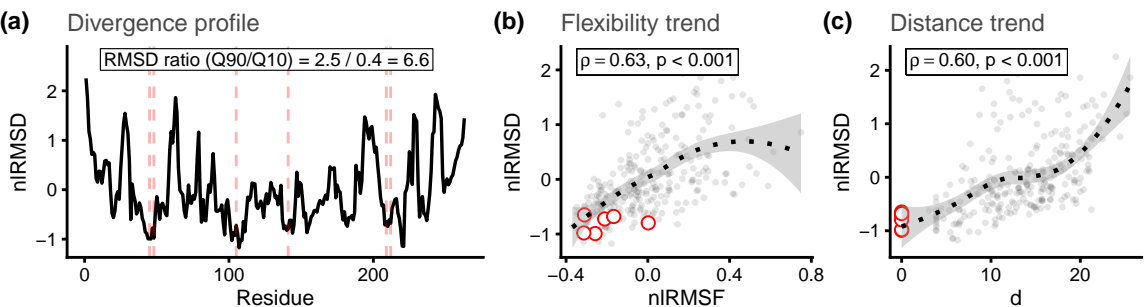 (a) Divergence profile
RMSD ratio (Q90/Q10) = 2.5 / 0.4 = 6.6
nlRMSD
2
1
0
−1
0 100 200
Residue
(b) Flexibility trend
ρ = 0.63, p < 0.001
nlRMSD
2
1
0
−1
−0.4 0.0 0.4 0.8
nlRMSF
(c) Distance trend
ρ = 0.60, p < 0.001
nlRMSD
2
1
0
−1
0 10 20
d